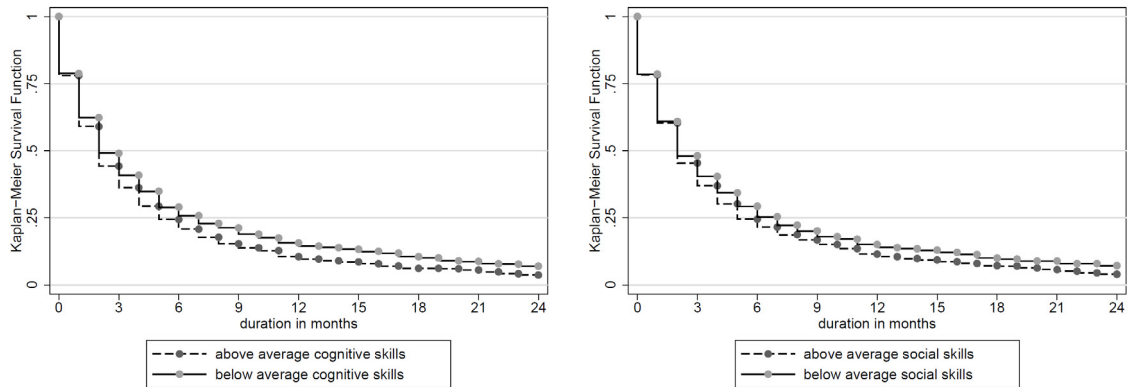 Kaplan-Meier Survival Function
1
.75
.5
.25
0
0 3 6 9 12 15 18 21 24
duration in months
above average cognitive skills
below average cognitive skills
Kaplan-Meier Survival Function
1
.75
.5
.25
0
0 3 6 9 12 15 18 21 24
duration in months
above average social skills
below average social skills